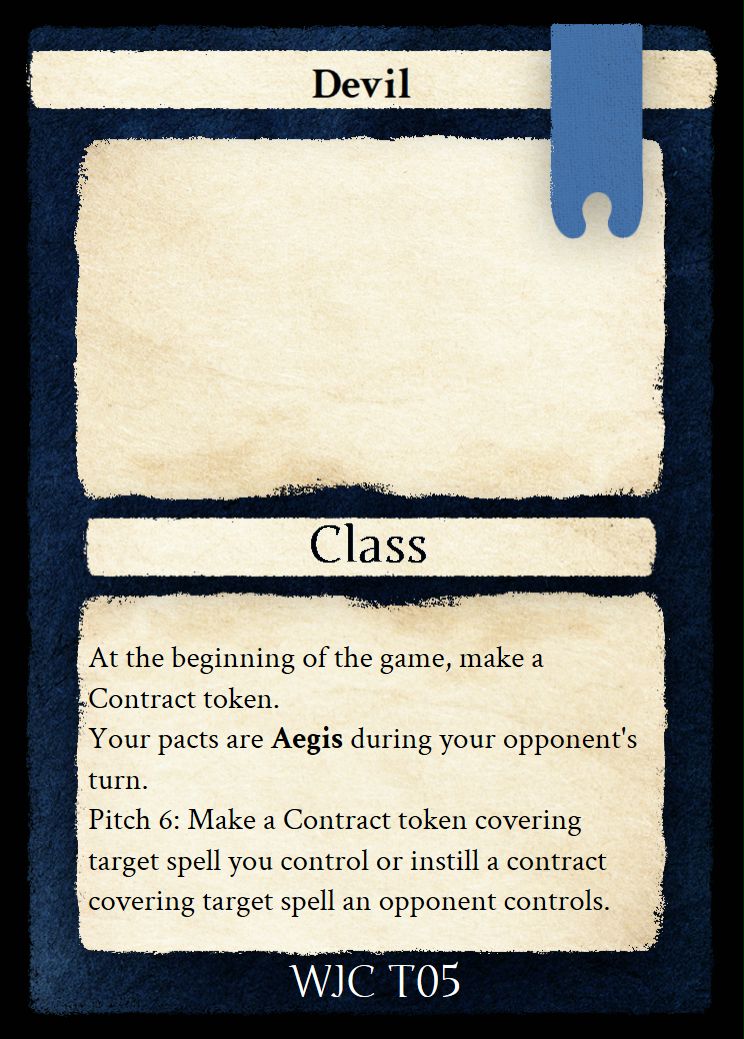 Devil
Class
At the beginning of the game, make a
Contract token.
Your pacts are Aegis during your opponent's
turn.
Pitch 6: Make a Contract token covering
target spell you control or instill a contract
covering target spell an opponent controls.
WJC T05